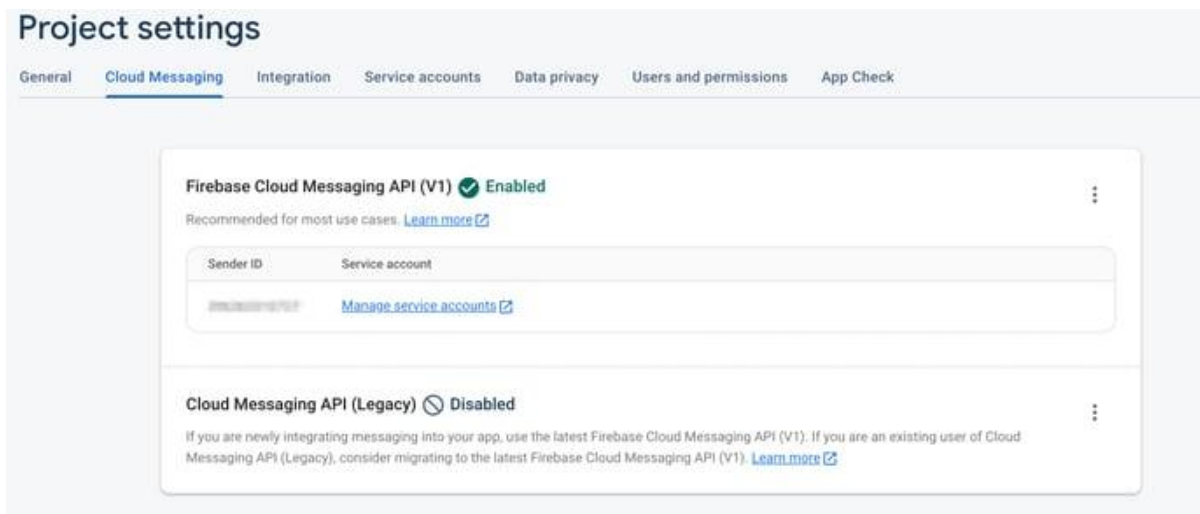 Project settings
General Cloud Messaging Integration Service accounts Data privacy Users and permissions App Check
Firebase Cloud Messaging API (V1) Enabled
Recommended for most use cases. Learn more
Sender ID Service account
Manage service accounts
Cloud Messaging API (Legacy) Disabled
If you are newly integrating messaging into your app, use the latest Firebase Cloud Messaging API (V1). If you are an existing user of Cloud
Messaging API (Legacy), consider migrating to the latest Firebase Cloud Messaging API (V1). Learn more